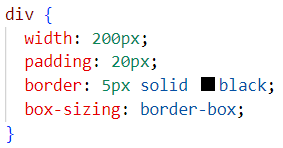 div {
  width: 200px;
  padding: 20px;
  border: 5px solid black;
  box-sizing: border-box;
}